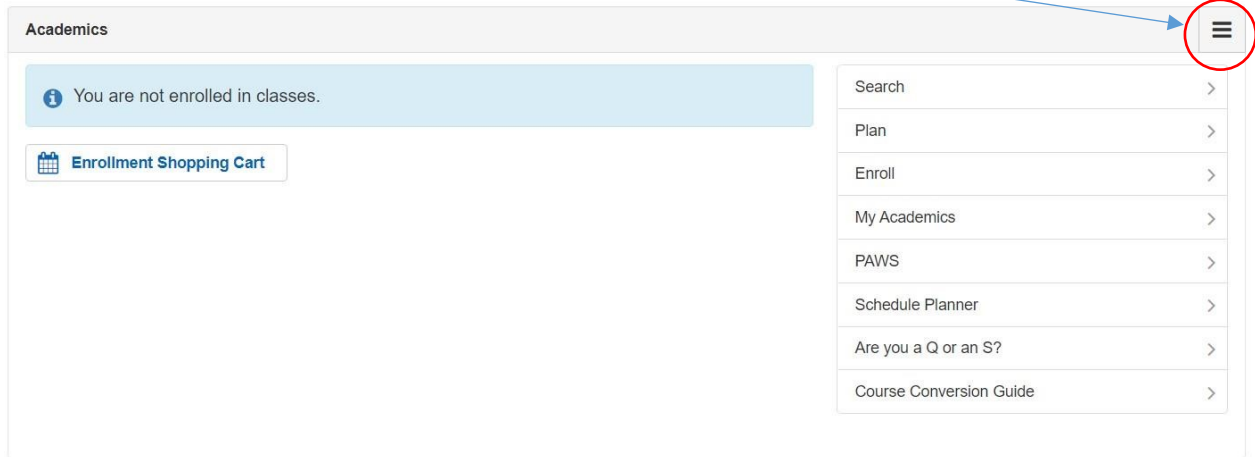 Academics
You are not enrolled in classes.
Enrollment Shopping Cart
Search
Plan
Enroll
My Academics
PAWS
Schedule Planner
Are you a Q or an S?
Course Conversion Guide